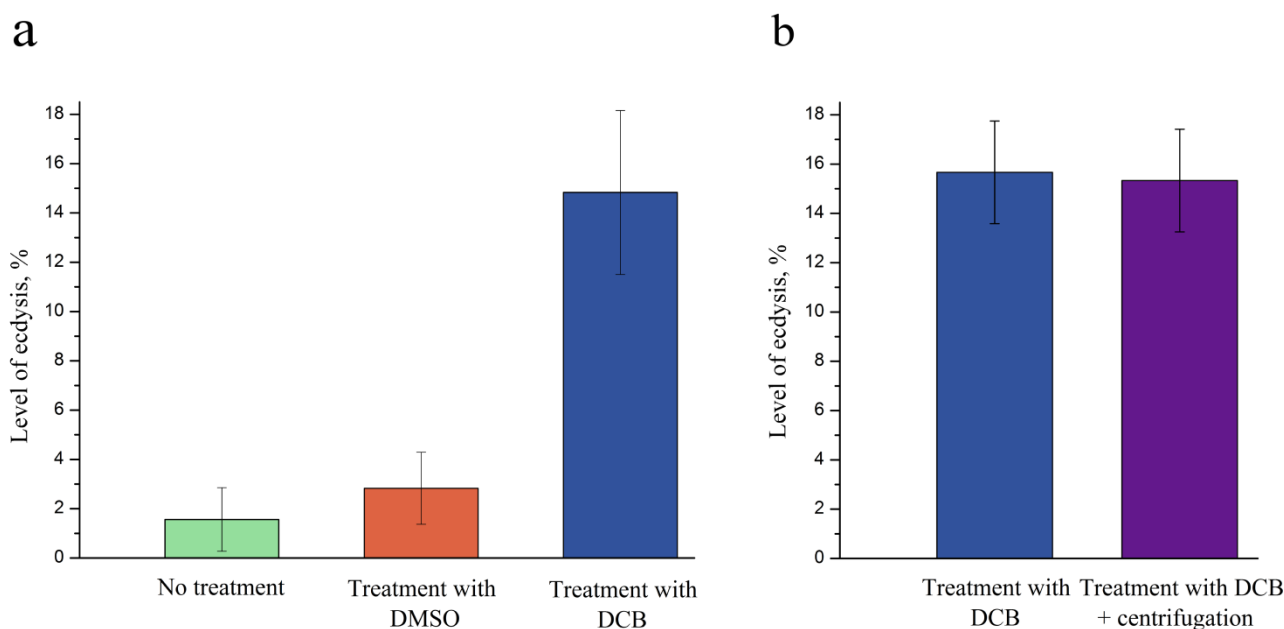 a
Level of ecdysis, %
18
16
14
12
10
8
6
4
2
0
No treatment
Treatment with
DMSO
Treatment with
DCB
b
Level of ecdysis, %
18
16
14
12
10
8
6
4
2
0
Treatment with
DCB
Treatment with DCB
+ centrifugation